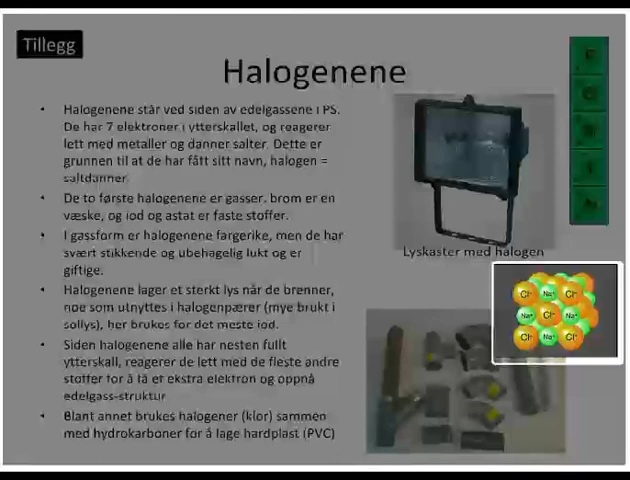 Tillegg
Halogenene
• Halogenene står ved siden av edelgassene i PS.
De har 7 elektroner i ytterskallet, og reagerer
lett med metaller og danner salter. Dette er
grunnen til at de har fått sitt navn, halogen =
saltdanner.
• De to første halogenene er gasser, brom er en
væske, og iod og astat er faste stoffer.
• I gassform er halogenene fargerike, men de har
svært stikkende og ubehagelig lukt og er
giftige.
• Halogenene lager et sterkt lys når de brenner,
noe som utnyttes i halogenpærer (mye brukt i
sollys), her brukes for det meste iod.
• Siden halogenene alle har nesten fullt
ytterskall, reagerer de lett med de fleste andre
stoffer for å få et ekstra elektron og oppnå
edelgass-struktur
• Blant annet brukes halogener (klor) sammen
med hydrokarboner for å lage hardplast (PVC)
Lyskaster med halogen
Cl⁻ Na⁺ Cl⁻
Na⁺ Cl⁻ Na⁺
Cl⁻ Na⁺ Cl⁻